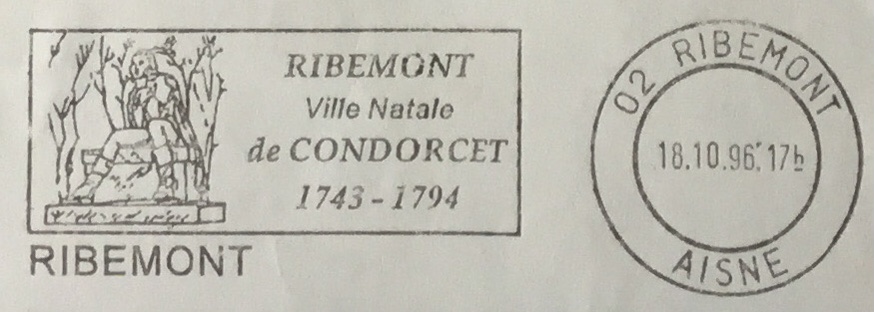 RIBEMONT
Ville Natale
de CONDORCET
1743 - 1794
RIBEMONT
02 RIBEMONT
18.10.96. 17h
AISNE